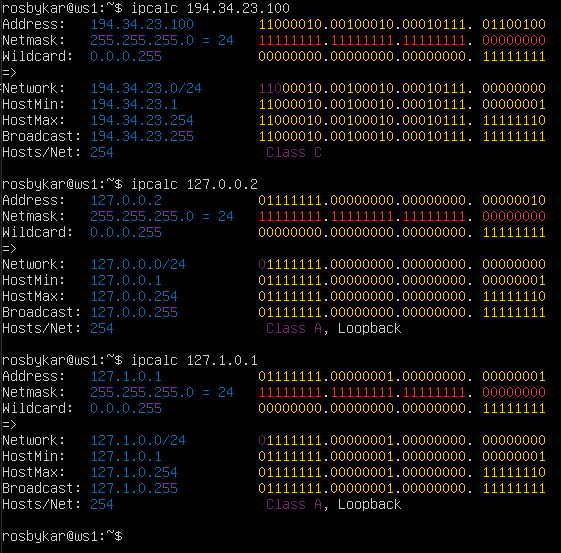 rosbykar@ws1:~$ ipcalc 194.34.23.100
Address:   194.34.23.100        11000010.00100010.00010111. 01100100
Netmask:   255.255.255.0 = 24   11111111.11111111.11111111. 00000000
Wildcard:  0.0.0.255            00000000.00000000.00000000. 11111111
=>
Network:   194.34.23.0/24       11000010.00100010.00010111. 00000000
HostMin:   194.34.23.1          11000010.00100010.00010111. 00000001
HostMax:   194.34.23.254        11000010.00100010.00010111. 11111110
Broadcast: 194.34.23.255        11000010.00100010.00010111. 11111111
Hosts/Net: 254                   Class C
rosbykar@ws1:~$ ipcalc 127.0.0.2
Address:   127.0.0.2            01111111.00000000.00000000. 00000010
Netmask:   255.255.255.0 = 24   11111111.11111111.11111111. 00000000
Wildcard:  0.0.0.255            00000000.00000000.00000000. 11111111
=>
Network:   127.0.0.0/24         01111111.00000000.00000000. 00000000
HostMin:   127.0.0.1            01111111.00000000.00000000. 00000001
HostMax:   127.0.0.254          01111111.00000000.00000000. 11111110
Broadcast: 127.0.0.255          01111111.00000000.00000000. 11111111
Hosts/Net: 254                   Class A, Loopback
rosbykar@ws1:~$ ipcalc 127.1.0.1
Address:   127.1.0.1            01111111.00000001.00000000. 00000001
Netmask:   255.255.255.0 = 24   11111111.11111111.11111111. 00000000
Wildcard:  0.0.0.255            00000000.00000000.00000000. 11111111
=>
Network:   127.1.0.0/24         01111111.00000001.00000000. 00000000
HostMin:   127.1.0.1            01111111.00000001.00000000. 00000001
HostMax:   127.1.0.254          01111111.00000001.00000000. 11111110
Broadcast: 127.1.0.255          01111111.00000001.00000000. 11111111
Hosts/Net: 254                   Class A, Loopback
rosbykar@ws1:~$